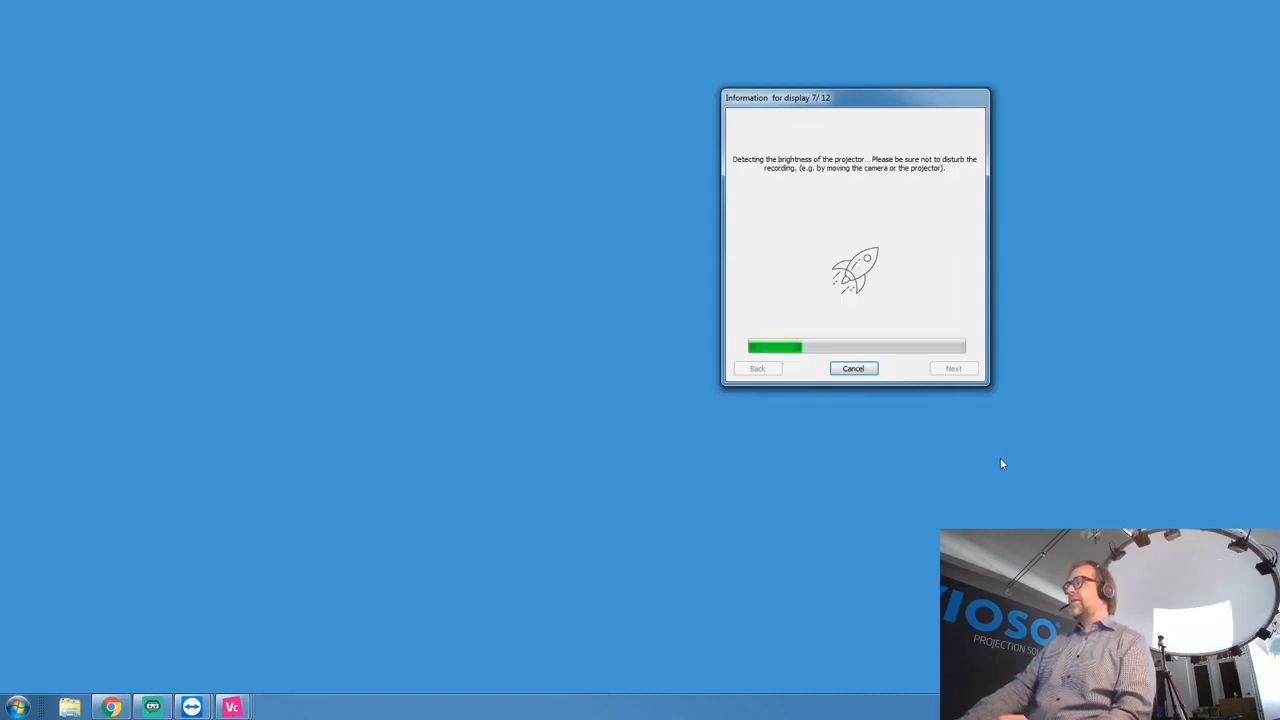 Information for display 7/ 12
Detecting the brightness of the projector... Please be sure not to disturb the
recording. (e.g. by moving the camera or the projector).
Back
Cancel
Next
VIOSO
PROJECTION
Vc